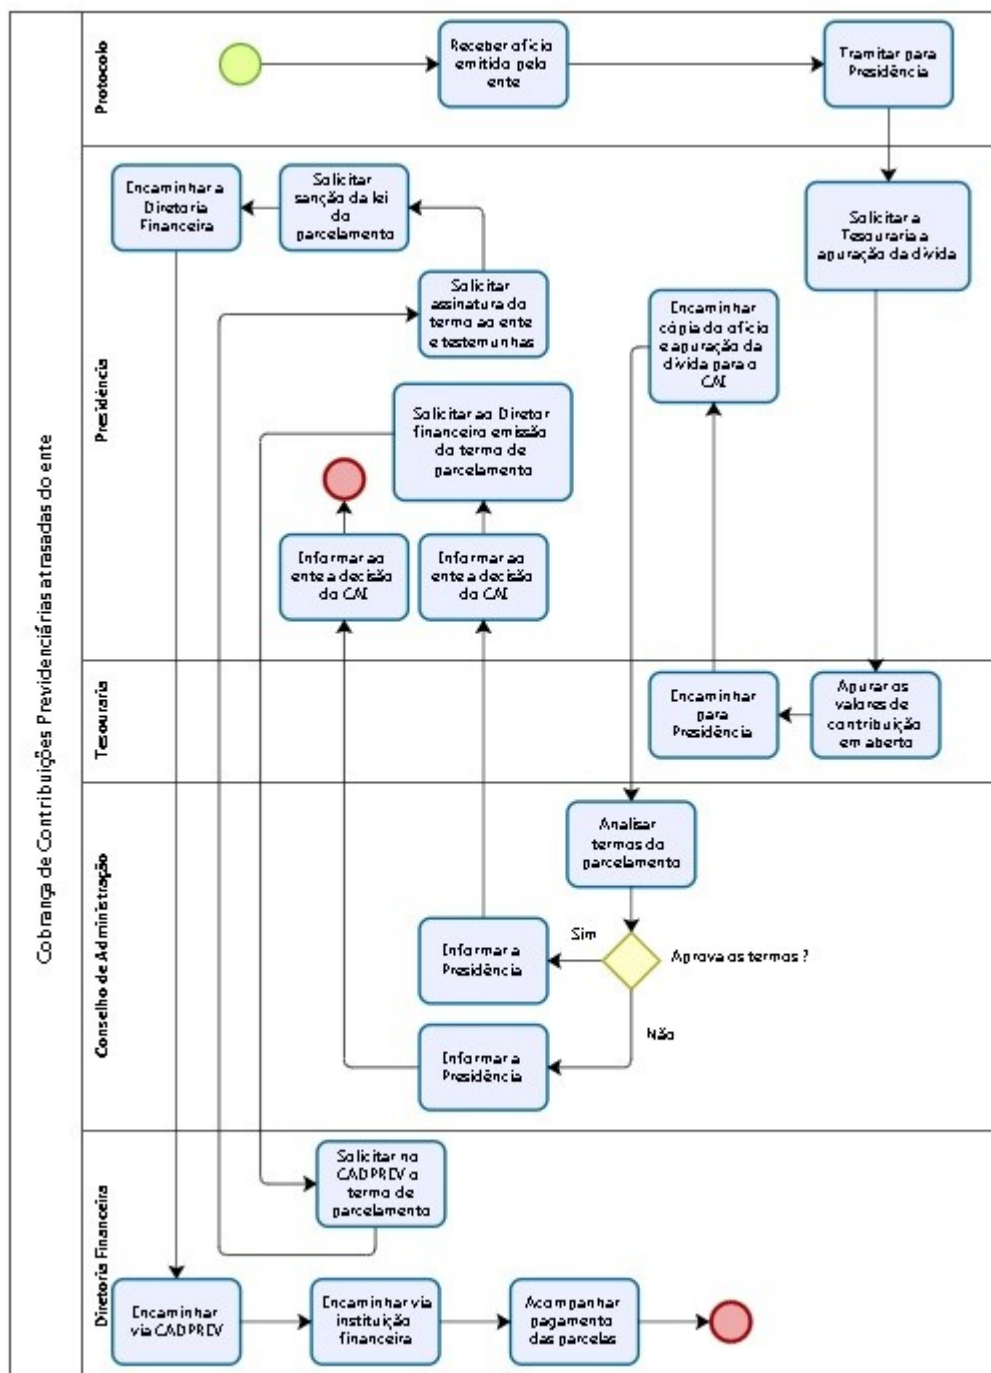 Cobrança de Contribuições Previdenciárias atrasadas do ente
Protocolo
Receber ofício
emitido pelo
ente
Tramitar para
Presidência
Presidência
Encaminhar a
Diretoria
Financeira
Solicitar
sanção da lei
do
parcelamento
Solicitar a
Tesouraria a
apuração da dívida
Solicitar
assinatura do
termo ao ente
e testemunhas
Encaminhar
cópia do ofício
e apuração da
dívida para o
CAI
Solicitar ao Diretor
financeiro emissão
do termo de
parcelamento
Informar ao
ente a decisão
do CAI
Informar ao
ente a decisão
do CAI
Tesouraria
Encaminhar
para
Presidência
Apurar os
valores de
contribuição
em aberto
Conselho de Administração
Analisar
termos do
parcelamento
Sim
Aprova os termos ?
Informar a
Presidência
Não
Informar a
Presidência
Diretoria Financeira
Solicitar no
CADPREV o
termo de
parcelamento
Encaminhar
via CADPREV
Encaminhar via
instituição
financeira
Acompanhar
pagamento
das parcelas